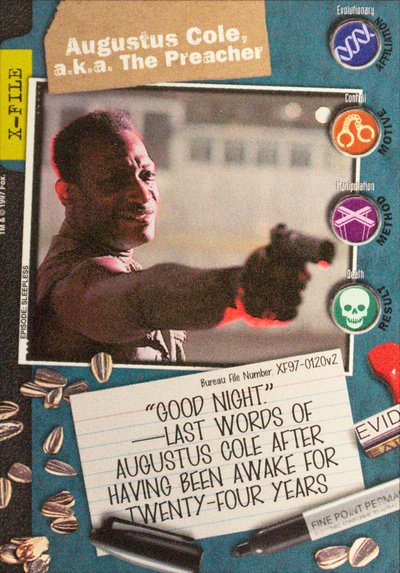 Augustus Cole,
a.k.a. The Preacher
X-FILE
Evolutionary
AFFILIATION
Control
MOTIVE
Manipulation
METHOD
Death
RESULT
TM & © 1997 Fox.
EPISODE: SLEEPLESS
Bureau File Number: XF97-0120v2
"GOOD NIGHT."
—LAST WORDS OF
AUGUSTUS COLE AFTER
HAVING BEEN AWAKE FOR
TWENTY-FOUR YEARS
EVID
FINE POINT PERMA